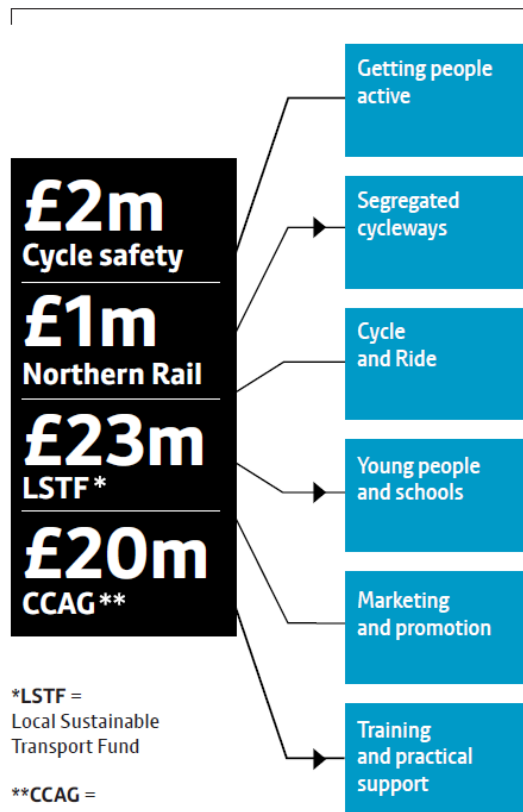 £2m
Cycle safety
£1m
Northern Rail
£23m
LSTF*
£20m
CCAG**
*LSTF =
Local Sustainable
Transport Fund
**CCAG =
Getting people
active
Segregated
cycleways
Cycle
and Ride
Young people
and schools
Marketing
and promotion
Training
and practical
support